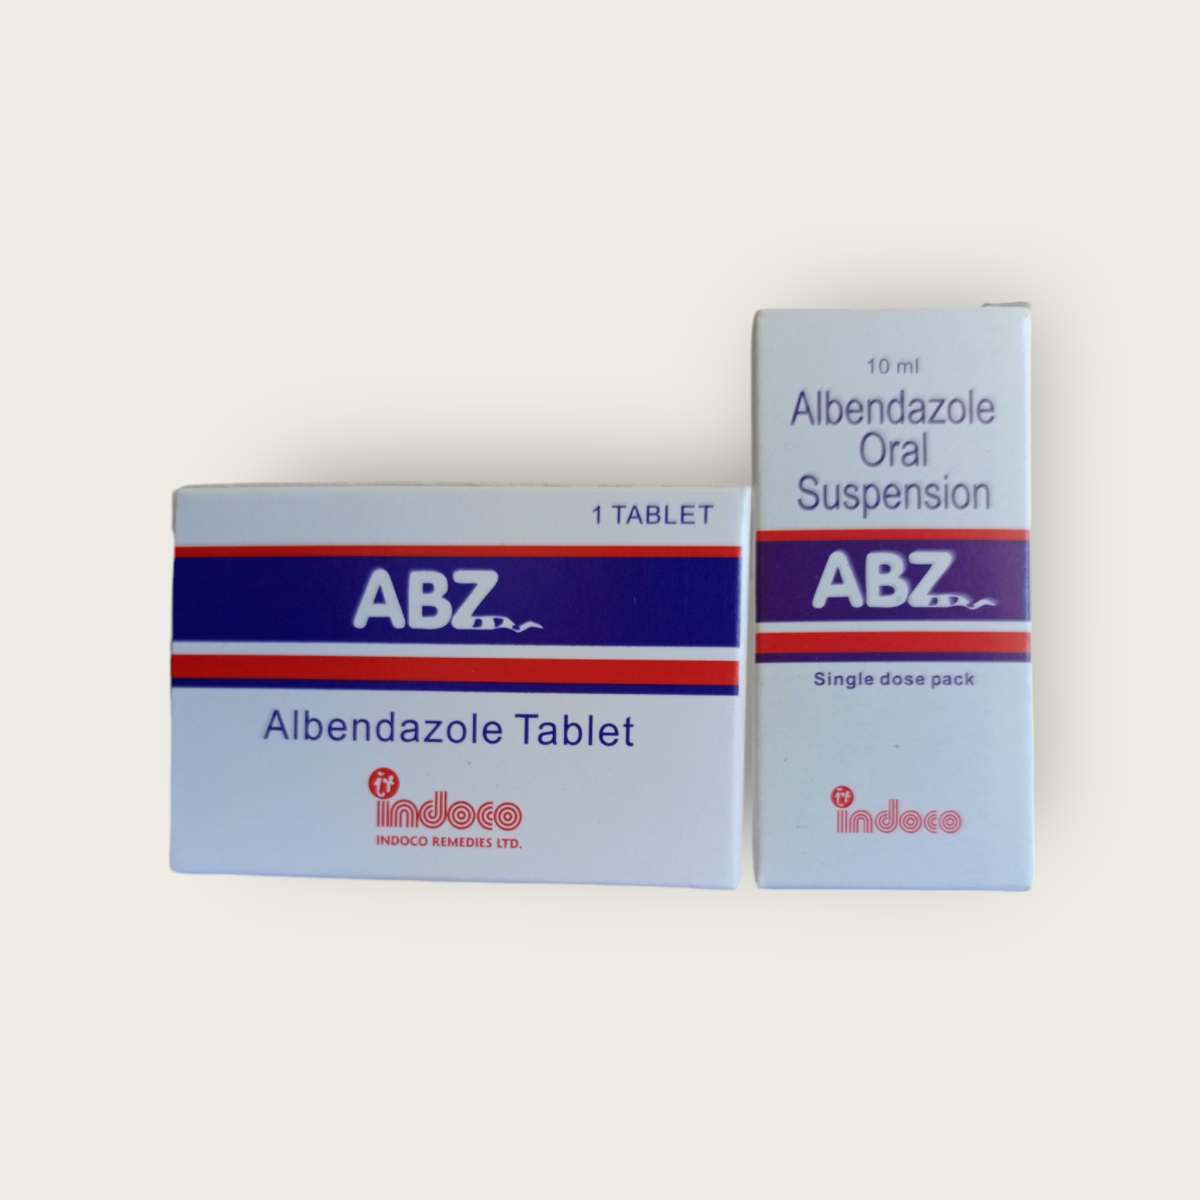 1 TABLET
ABZ
Albendazole Tablet
indoco
INDOCO REMEDIES LTD.
10 ml
Albendazole
Oral
Suspension
ABZ
Single dose pack
indoco